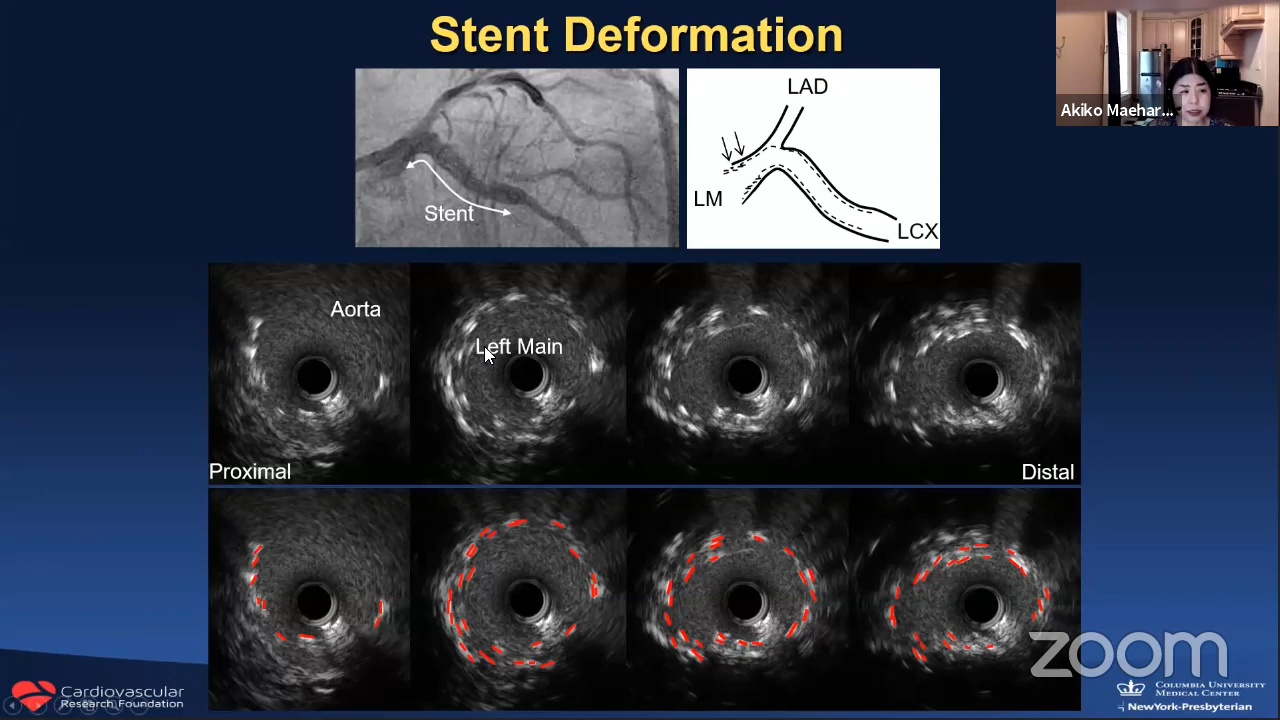 Stent Deformation
Akiko Maehar...
Stent
LAD
LM
LCX
Aorta
Left Main
Proximal
Distal
zoom
Cardiovascular
Research Foundation
COLUMBIA UNIVERSITY
MEDICAL CENTER
NewYork-Presbyterian